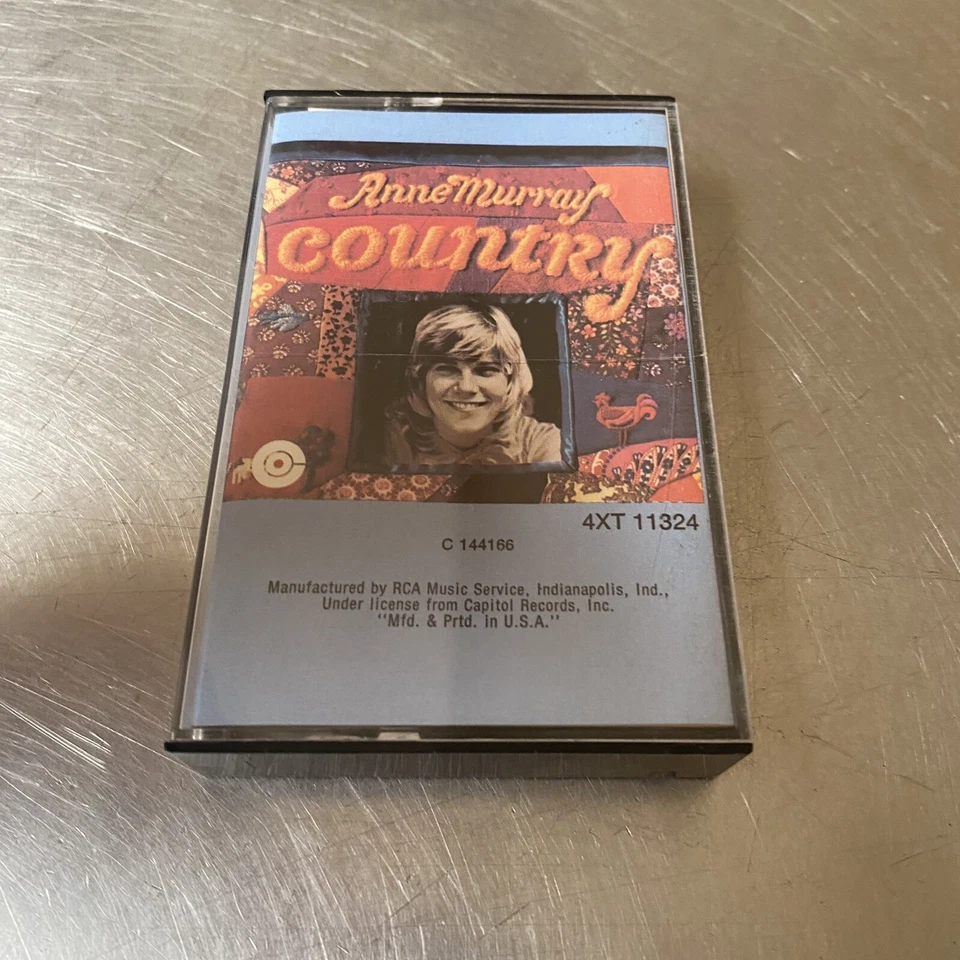 Anne Murray
country
4XT 11324
C 144166
Manufactured by RCA Music Service, Indianapolis, Ind.,
Under license from Capitol Records, Inc.
"Mfd. & Prtd. in U.S.A."